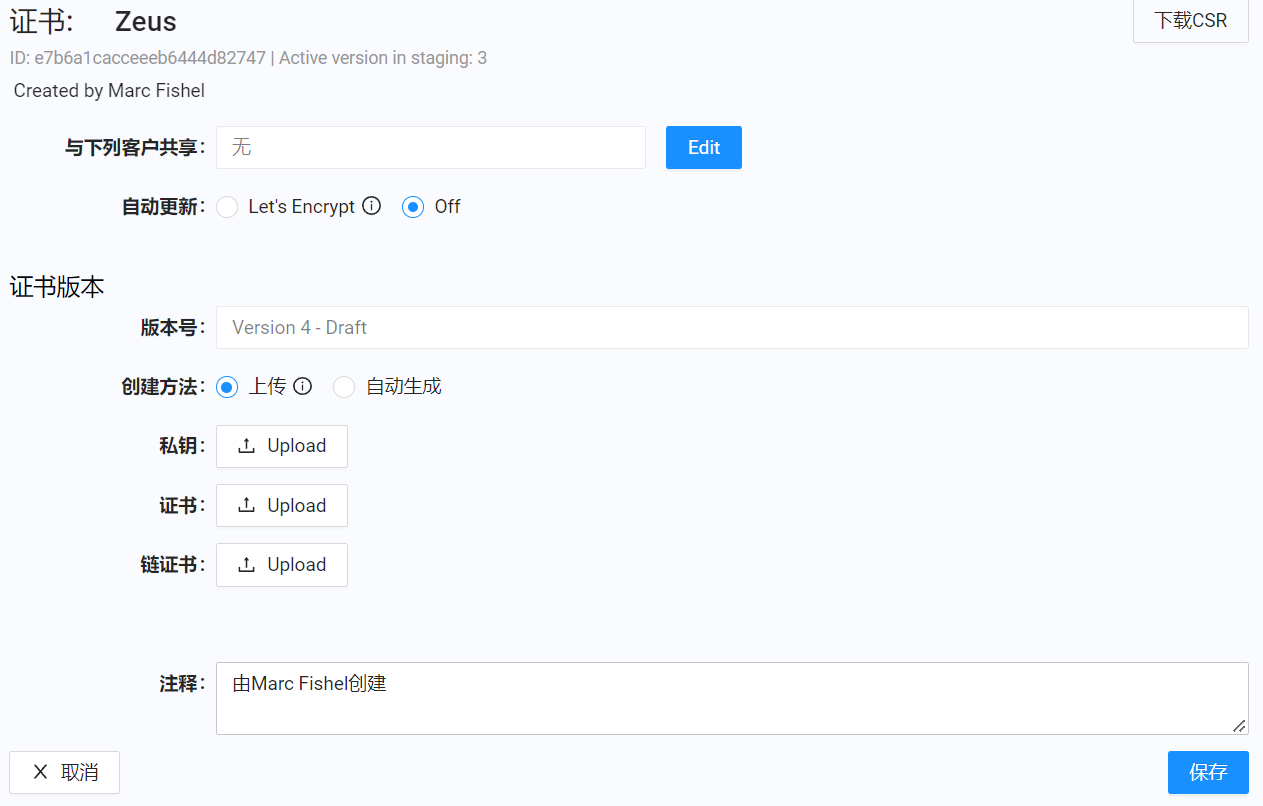 证书: Zeus 下载CSR
ID: e7b6a1cacceeeb6444d82747 | Active version in staging: 3
Created by Marc Fishel
与下列客户共享: 无 Edit
自动更新: Let's Encrypt Off
证书版本
版本号: Version 4 - Draft
创建方法: 上传 自动生成
私钥: Upload
证书: Upload
链证书: Upload
注释: 由Marc Fishel创建
取消 保存